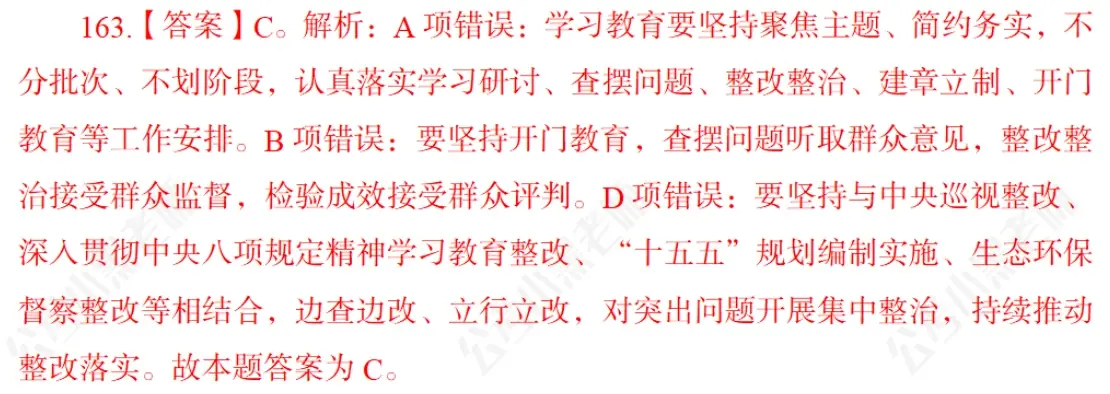 163.【答案】C。解析：A 项错误：学习教育要坚持聚焦主题、简约务实，不
分批次、不划阶段，认真落实学习研讨、查摆问题、整改整治、建章立制、开门
教育等工作安排。B 项错误：要坚持开门教育，查摆问题听取群众意见，整改整
治接受群众监督，检验成效接受群众评判。D 项错误：要坚持与中央巡视整改、
深入贯彻中央八项规定精神学习教育整改、“十五五”规划编制实施、生态环保
督察整改等相结合，边查边改、立行立改，对突出问题开展集中整治，持续推动
整改落实。故本题答案为 C。